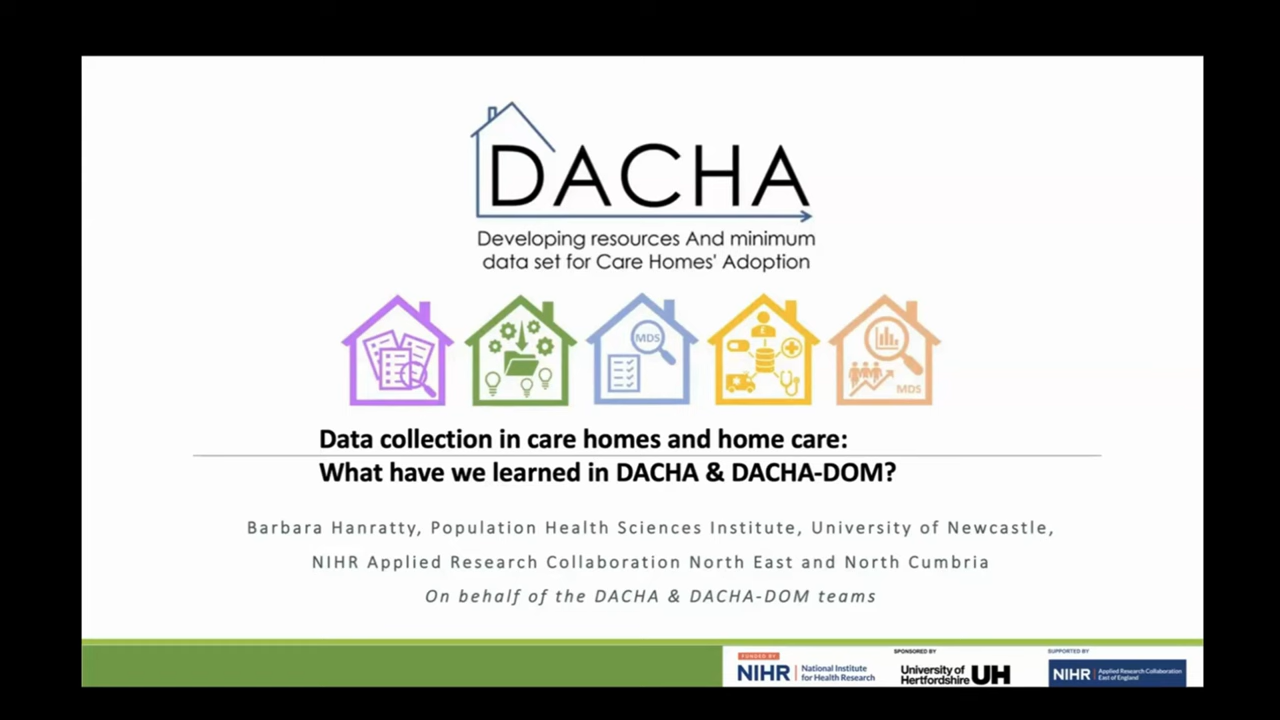 DACHA
Developing resources And minimum
data set for Care Homes' Adoption
MDS
MDS
Data collection in care homes and home care:
What have we learned in DACHA & DACHA-DOM?
Barbara Hanratty, Population Health Sciences Institute, University of Newcastle,
NIHR Applied Research Collaboration North East and North Cumbria
On behalf of the DACHA & DACHA-DOM teams
FUNDED BY
NIHR | National Institute
for Health Research
SPONSORED BY
University of
Hertfordshire UH
SUPPORTED BY
NIHR | Applied Research Collaboration
East of England